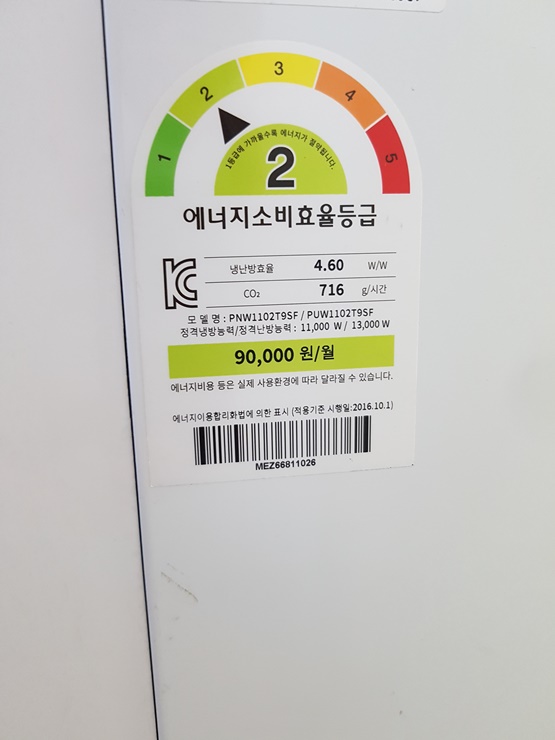 1 2 3 4 5
1등급에 가까울수록 에너지가 절약됩니다.
2
에너지소비효율등급
냉난방효율 4.60 W/W
CO₂ 716 g/시간
모 델 명 : PNW1102T9SF / PUW1102T9SF
정격냉방능력/정격난방능력 : 11,000 W / 13,000 W
90,000 원/월
에너지비용 등은 실제 사용환경에 따라 달라질 수 있습니다.
에너지이용합리화법에 의한 표시 (적용기준 시행일:2016.10.1)
MEZ66811026